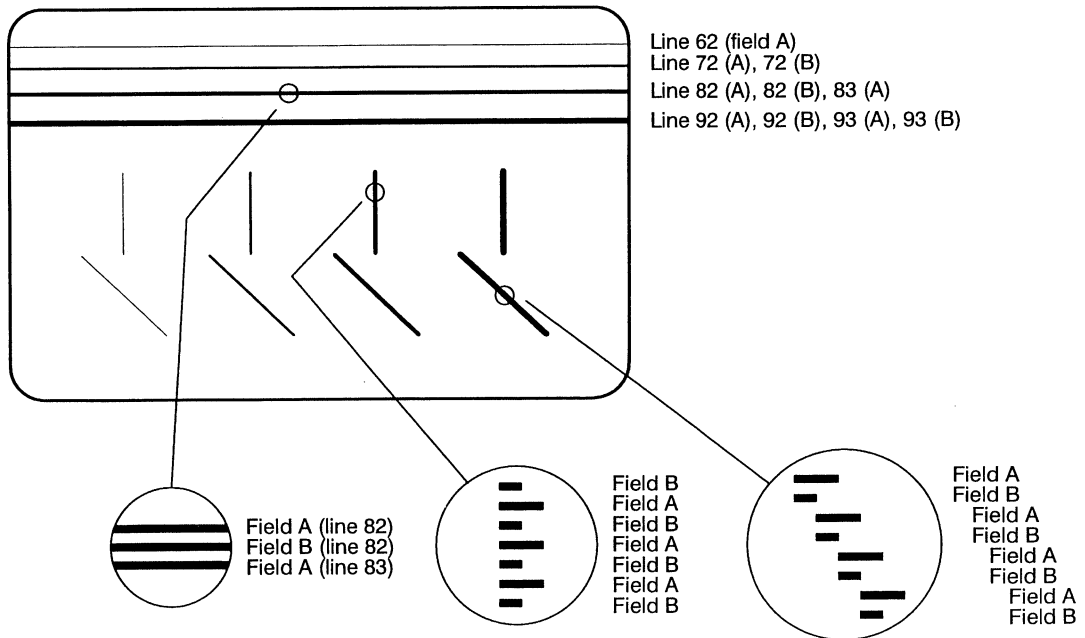 Line 62 (field A)
Line 72 (A), 72 (B)
Line 82 (A), 82 (B), 83 (A)
Line 92 (A), 92 (B), 93 (A), 93 (B)
Field A (line 82)
Field B (line 82)
Field A (line 83)
Field B
Field A
Field B
Field A
Field B
Field A
Field B
Field A
Field B
Field A
Field B
Field A
Field B
Field A
Field B